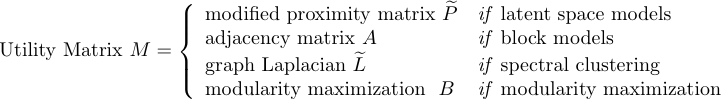 modified proximity matrix P̃ if latent space models
adjacency matrix A if block models
Utility Matrix M =
graph Laplacian L̃ if spectral clustering
modularity maximization B if modularity maximization